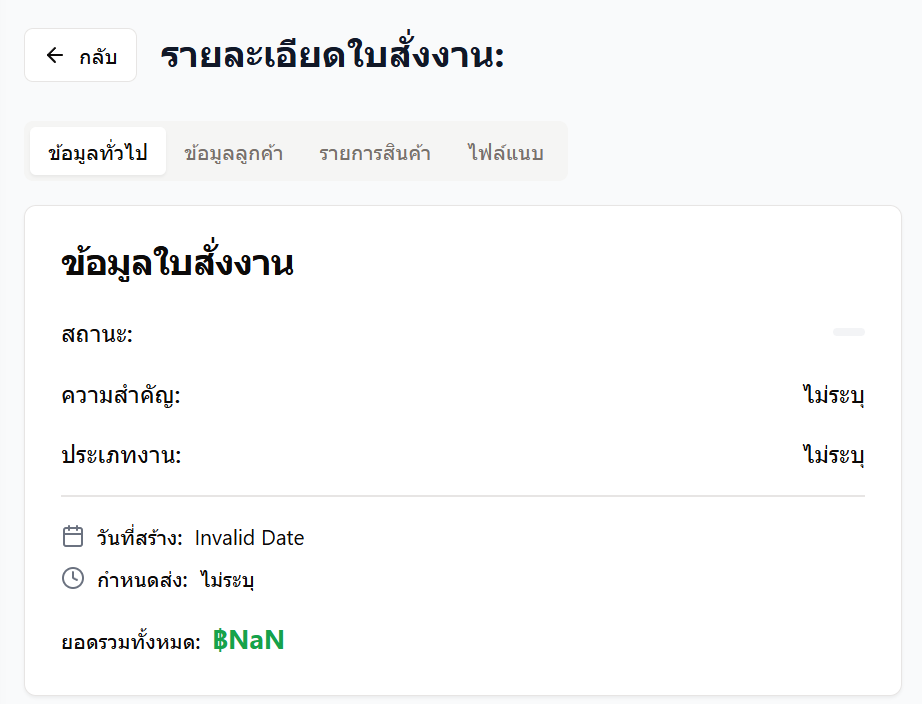 กลับ
รายละเอียดใบสั่งงาน:
ข้อมูลทั่วไป ข้อมูลลูกค้า รายการสินค้า ไฟล์แนบ
ข้อมูลใบสั่งงาน
สถานะ:
ความสำคัญ: ไม่ระบุ
ประเภทงาน: ไม่ระบุ
วันที่สร้าง: Invalid Date
กำหนดส่ง: ไม่ระบุ
ยอดรวมทั้งหมด: ฿NaN